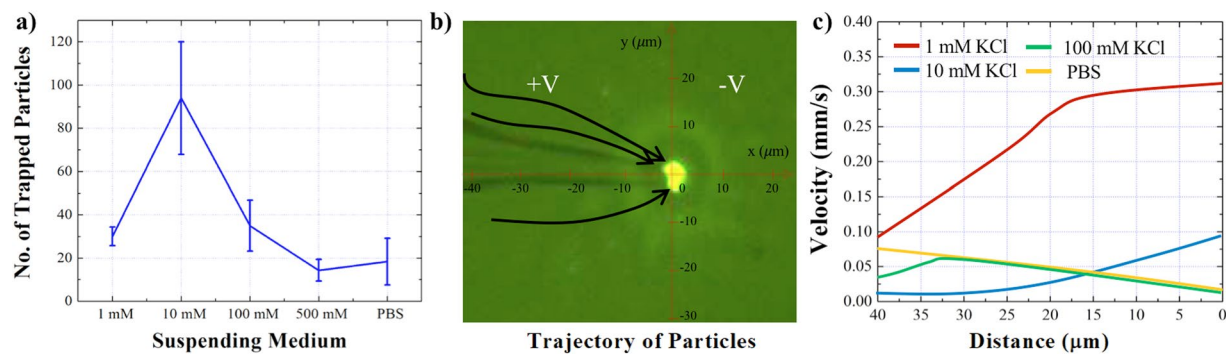 a)
No. of Trapped Particles
120
100
80
60
40
20
0
1 mM 10 mM 100 mM 500 mM PBS
Suspending Medium
b)
y (μm)
+V -V
20
10
x (μm)
-40 -30 -20 -10 0 10 20
-10
-20
-30
Trajectory of Particles
c)
Velocity (mm/s)
0.40
0.35
0.30
0.25
0.20
0.15
0.10
0.05
0.00
1 mM KCl 100 mM KCl
10 mM KCl PBS
40 35 30 25 20 15 10 5 0
Distance (μm)